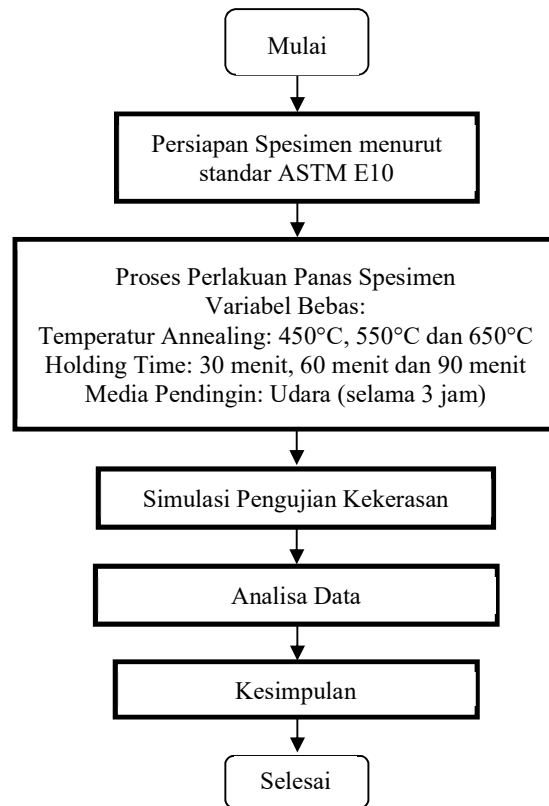 Mulai
Persiapan Spesimen menurut
standar ASTM E10
Proses Perlakuan Panas Spesimen
Variabel Bebas:
Temperatur Annealing: 450°C, 550°C dan 650°C
Holding Time: 30 menit, 60 menit dan 90 menit
Media Pendingin: Udara (selama 3 jam)
Simulasi Pengujian Kekerasan
Analisa Data
Kesimpulan
Selesai